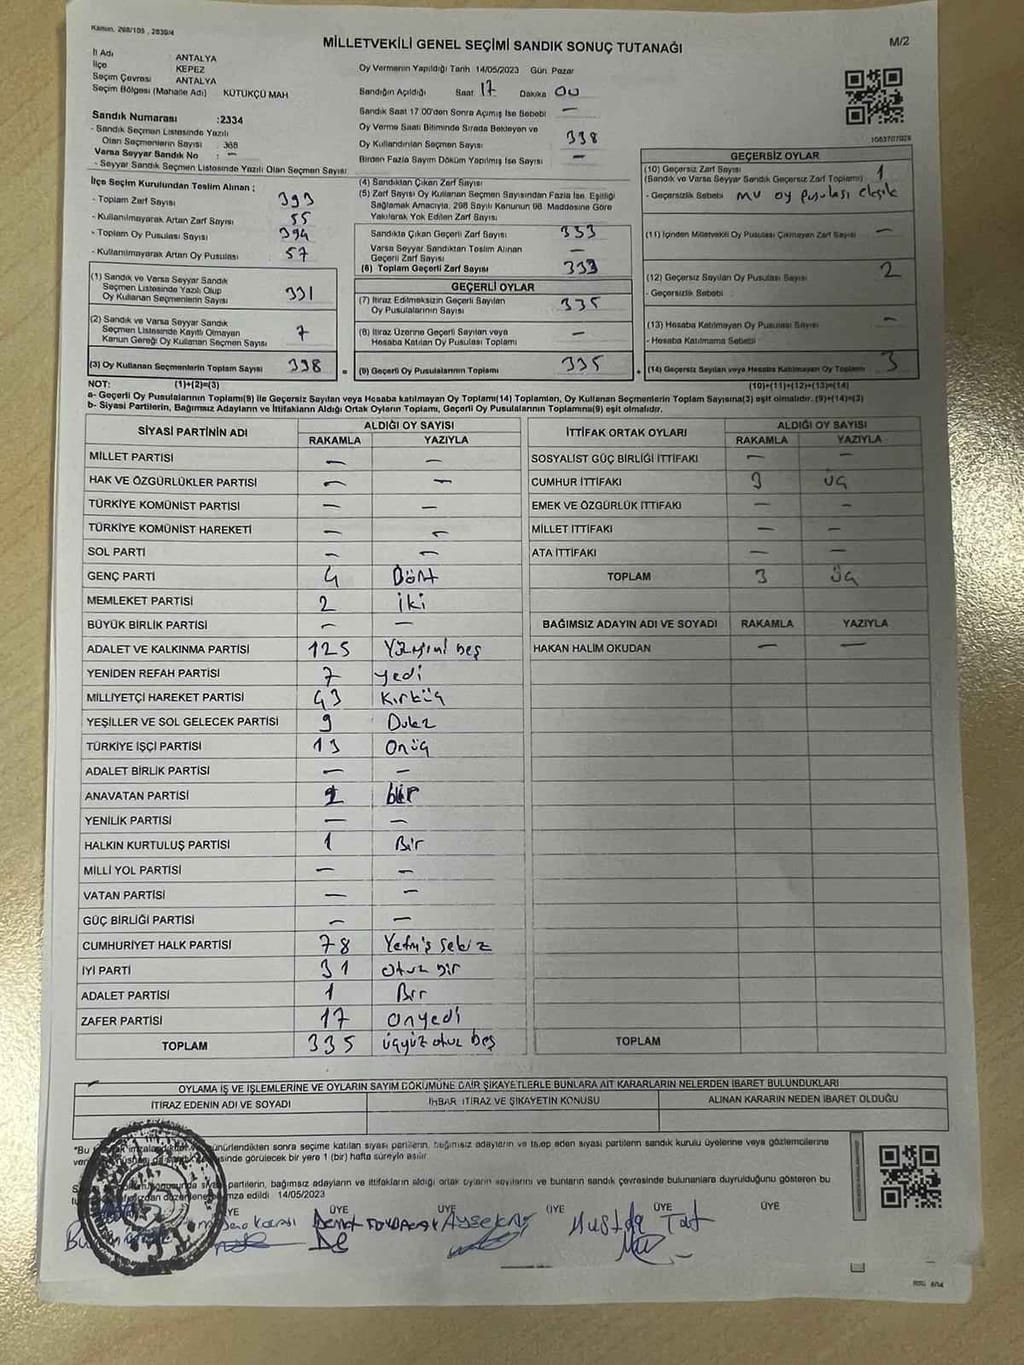 Kanun, 298/105 , 2839/4
M/2
MİLLETVEKİLİ GENEL SEÇİMİ SANDIK SONUÇ TUTANAĞI
İl Adı ANTALYA
İlçe KEPEZ
Seçim Çevresi ANTALYA
Seçim Bölgesi (Mahalle Adı) KÜTÜKÇÜ MAH
Oy Vermenin Yapıldığı Tarih 14/05/2023 Gün Pazar
Sandığın Açıldığı Saat 17 Dakika 00
Sandık Saat 17:00'den Sonra Açılmış İse Sebebi —
Oy Verme Saati Bitiminde Sırada Bekleyen ve
Oy Kullandırılan Seçmen Sayısı 338
Birden Fazla Sayım Döküm Yapılmış İse Sayısı —
Sandık Numarası :2334
- Sandık Seçmen Listesinde Yazılı
Olan Seçmenlerin Sayısı : 368
Varsa Seyyar Sandık No : —
- Seyyar Sandık Seçmen Listesinde Yazılı Olan Seçmen Sayısı
İlçe Seçim Kurulundan Teslim Alınan ;
- Toplam Zarf Sayısı 393
- Kullanılmayarak Artan Zarf Sayısı 55
- Toplam Oy Pusulası Sayısı 394
- Kullanılmayarak Artan Oy Pusulası 57
(1) Sandık ve Varsa Seyyar Sandık
Seçmen Listesinde Yazılı Olup
Oy Kullanan Seçmenlerin Sayısı 331
(2) Sandık ve Varsa Seyyar Sandık
Seçmen Listesinde Kayıtlı Olmayan
Kanun Gereği Oy Kullanan Seçmen Sayısı 7
(3) Oy Kullanan Seçmenlerin Toplam Sayısı 338
(4) Sandıktan Çıkan Zarf Sayısı
(5) Zarf Sayısı Oy Kullanan Seçmen Sayısından Fazla İse, Eşitliği
Sağlamak Amacıyla, 298 Sayılı Kanunun 98. Maddesine Göre
Yakılarak Yok Edilen Zarf Sayısı
Sandıkta Çıkan Geçerli Zarf Sayısı 333
Varsa Seyyar Sandıktan Teslim Alınan
Geçerli Zarf Sayısı —
(6) Toplam Geçerli Zarf Sayısı 333
GEÇERLİ OYLAR
(7) İtiraz Edilmeksizin Geçerli Sayılan
Oy Pusulalarının Sayısı 335
(8) İtiraz Üzerine Geçerli Sayılan veya
Hesaba Katılan Oy Pusulası Toplamı —
(9) Geçerli Oy Pusulalarının Toplamı 335
1083707026
GEÇERSİZ OYLAR
(10) Geçersiz Zarf Sayısı 1
(Sandık ve Varsa Seyyar Sandık Geçersiz Zarf Toplamı)
- Geçersizlik Sebebi MV oy pusulası eksik
(11) İçinden Milletvekili Oy Pusulası Çıkmayan Zarf Sayısı —
(12) Geçersiz Sayılan Oy Pusulası Sayısı 2
- Geçersizlik Sebebi
(13) Hesaba Katılmayan Oy Pusulası Sayısı —
- Hesaba Katılmama Sebebi
(14) Geçersiz Sayılan veya Hesaba Katılmayan Oy Toplamı 3
NOT: (1)+(2)=(3) (10)+(11)+(12)+(13)=(14)
a- Geçerli Oy Pusulaları Toplamı(9) ile Geçersiz Sayılan veya Hesaba katılmayan Oy Toplamı(14) Toplamları, Oy Kullanan Seçmenlerin Toplam Sayısına(3) eşit olmalıdır. (9)+(14)=(3)
b- Siyasi Partilerin, Bağımsız Adayların ve İttifakların Aldığı Ortak Oyların Toplamı, Geçerli Oy Pusulalarının Toplamına(9) eşit olmalıdır.
SİYASİ PARTİNİN ADI ALDIĞI OY SAYISI
RAKAMLA YAZIYLA
MİLLET PARTİSİ — —
HAK VE ÖZGÜRLÜKLER PARTİSİ — —
TÜRKİYE KOMÜNİST PARTİSİ — —
TÜRKİYE KOMÜNİST HAREKETİ — —
SOL PARTİ — —
GENÇ PARTİ 4 Dört
MEMLEKET PARTİSİ 2 İki
BÜYÜK BİRLİK PARTİSİ — —
ADALET VE KALKINMA PARTİSİ 125 Yüzyirmi beş
YENİDEN REFAH PARTİSİ 7 yedi
MİLLİYETÇİ HAREKET PARTİSİ 43 Kırküç
YEŞİLLER VE SOL GELECEK PARTİSİ 9 Dokuz
TÜRKİYE İŞÇİ PARTİSİ 13 Onüç
ADALET BİRLİK PARTİSİ — —
ANAVATAN PARTİSİ 1 bir
YENİLİK PARTİSİ — —
HALKIN KURTULUŞ PARTİSİ 1 Bir
MİLLİ YOL PARTİSİ — —
VATAN PARTİSİ — —
GÜÇ BİRLİĞİ PARTİSİ — —
CUMHURİYET HALK PARTİSİ 78 Yetmiş sekiz
İYİ PARTİ 31 otuz bir
ADALET PARTİSİ 1 Bir
ZAFER PARTİSİ 17 onyedi
TOPLAM 335 üçyüz otuz beş
İTTİFAK ORTAK OYLARI ALDIĞI OY SAYISI
RAKAMLA YAZIYLA
SOSYALİST GÜÇ BİRLİĞİ İTTİFAKI — —
CUMHUR İTTİFAKI 3 üç
EMEK VE ÖZGÜRLÜK İTTİFAKI — —
MİLLET İTTİFAKI — —
ATA İTTİFAKI — —
TOPLAM 3 üç
BAĞIMSIZ ADAYIN ADI VE SOYADI RAKAMLA YAZIYLA
HAKAN HALİM OKUDAN — —
TOPLAM
OYLAMA İŞ VE İŞLEMLERİNE VE OYLARIN SAYIM DÖKÜMÜNE DAİR ŞİKAYETLERLE BUNLARA AİT KARARLARIN NELERDEN İBARET BULUNDUKLARI
İTİRAZ EDENİN ADI VE SOYADI İHBAR İTİRAZ VE ŞİKAYETİN KONUSU ALINAN KARARIN NEDEN İBARET OLDUĞU
*Bu sonra seçime katılan siyasi partilerin, bağımsız adayların ve talep eden siyasi partilerin sandık kurulu üyelerine veya gözlemcilerine
görülecek bir yere 1 (bir) hafta süreyle asılır.
partilerin, bağımsız adayların ve ittifakların aldığı ortak oyların sayılarını ve bunların sandık çevresinde bulunanlara duyurulduğunu gösteren bu
imza edildi 14/05/2023
ÜYE ÜYE ÜYE ÜYE ÜYE
Mustafa Tat